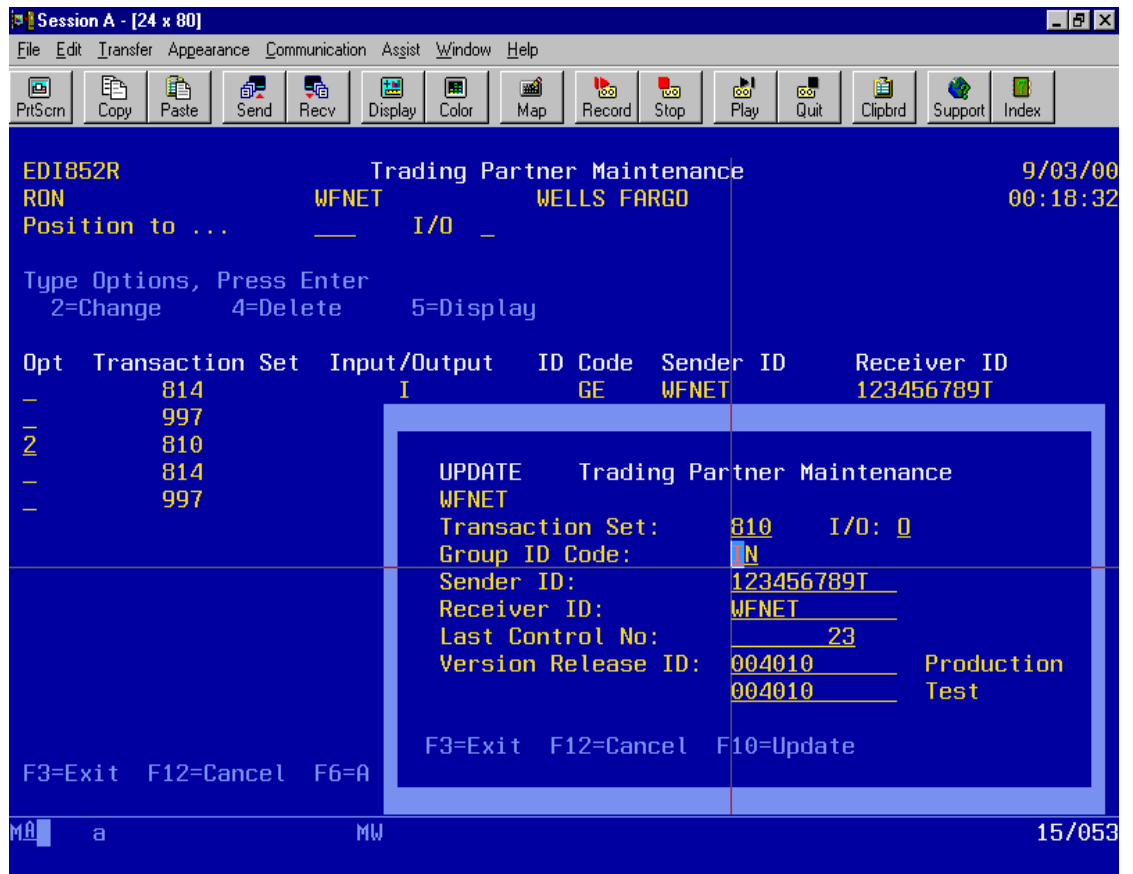 Session A - [24 x 80]
File Edit Transfer Appearance Communication Assist Window Help
PrtScrn Copy Paste Send Recv Display Color Map Record Stop Play Quit Clipbrd Support Index
EDI852R Trading Partner Maintenance 9/03/00
RON WFNET WELLS FARGO 00:18:32
Position to ... ___ I/O _
Type Options, Press Enter
2=Change 4=Delete 5=Display
Opt Transaction Set Input/Output ID Code Sender ID Receiver ID
_ 814 I GE WFNET 123456789T
_ 997
2 810
_ 814
_ 997
UPDATE Trading Partner Maintenance
WFNET
Transaction Set: 810 I/O: O
Group ID Code: IN
Sender ID: 123456789T
Receiver ID: WFNET
Last Control No: 23
Version Release ID: 004010 Production
004010 Test
F3=Exit F12=Cancel F10=Update
F3=Exit F12=Cancel F6=A
MA a MW 15/053